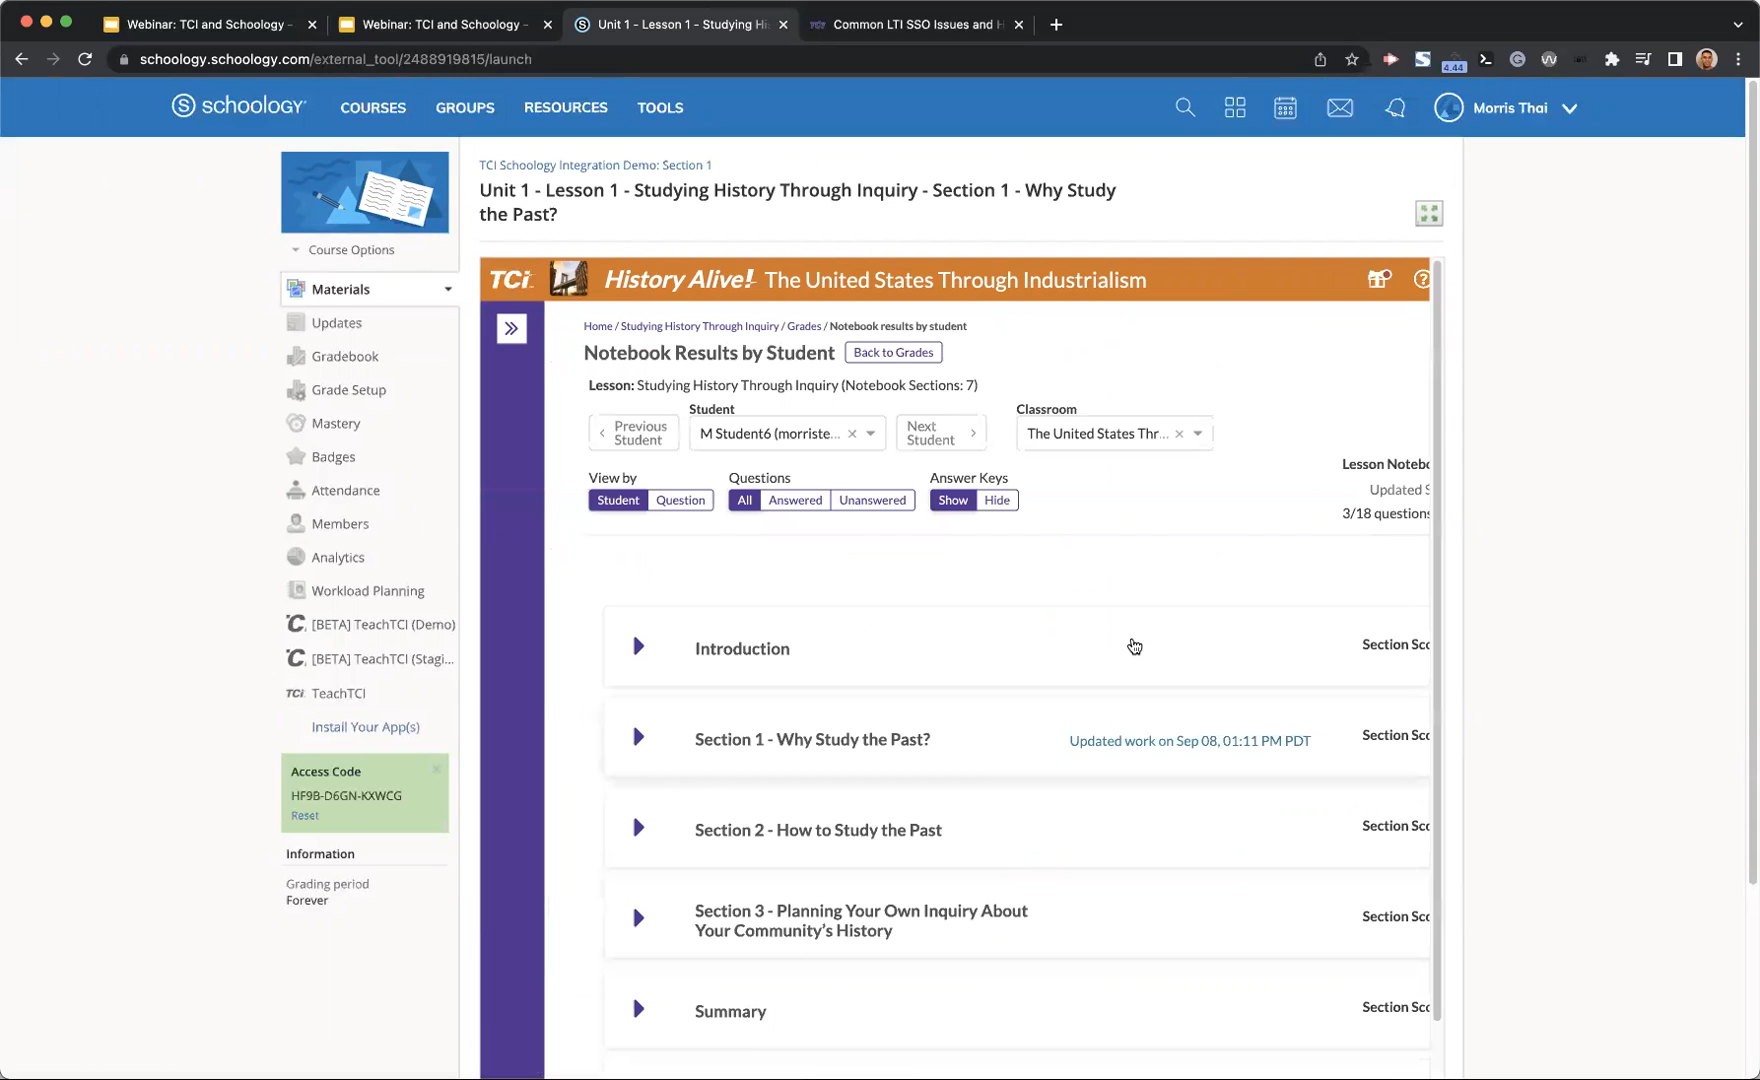 Webinar: TCI and Schoology -
Webinar: TCI and Schoology -
Unit 1 - Lesson 1 - Studying Hi
Common LTI SSO Issues and H
schoology.schoology.com/external_tool/2488919815/launch
4.44
schoology
COURSES
GROUPS
RESOURCES
TOOLS
Morris Thai
Course Options
Materials
Updates
Gradebook
Grade Setup
Mastery
Badges
Attendance
Members
Analytics
Workload Planning
[BETA] TeachTCI (Demo)
[BETA] TeachTCI (Stagi...
TCi TeachTCI
Install Your App(s)
Access Code
HF9B-D6GN-KXWCG
Reset
Information
Grading period
Forever
TCI Schoology Integration Demo: Section 1
Unit 1 - Lesson 1 - Studying History Through Inquiry - Section 1 - Why Study
the Past?
TCi History Alive! The United States Through Industrialism
Home / Studying History Through Inquiry / Grades / Notebook results by student
Notebook Results by Student
Back to Grades
Lesson: Studying History Through Inquiry (Notebook Sections: 7)
Student
Classroom
Previous
Student
M Student6 (morriste...
Next
Student
The United States Thr...
Lesson Notebo
Updated S
3/18 questions
View by
Questions
Answer Keys
Student Question
All Answered Unanswered
Show Hide
Introduction
Section Sco
Section 1 - Why Study the Past?
Updated work on Sep 08, 01:11 PM PDT
Section Sco
Section 2 - How to Study the Past
Section Sco
Section 3 - Planning Your Own Inquiry About
Your Community's History
Section Sco
Summary
Section Sco